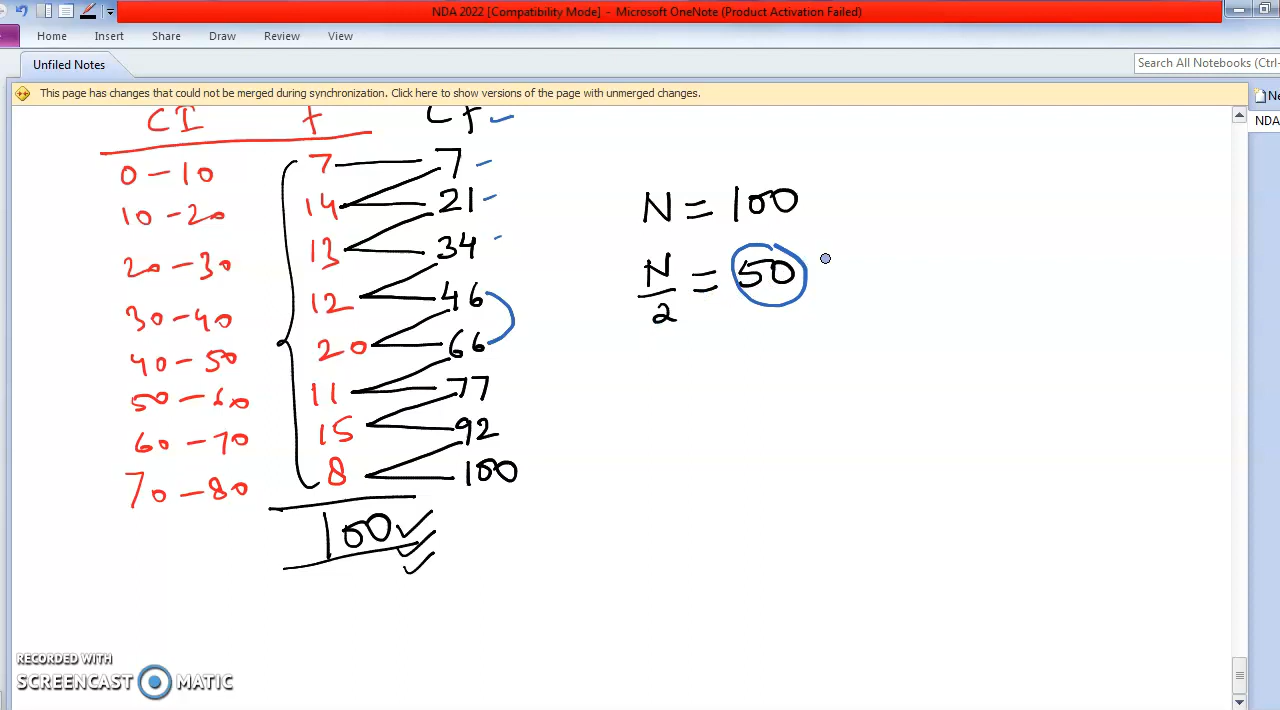 NDA 2022 [Compatibility Mode] - Microsoft OneNote (Product Activation Failed)
Home Insert Share Draw Review View
Unfiled Notes
Search All Notebooks (Ctrl-
This page has changes that could not be merged during synchronization. Click here to show versions of the page with unmerged changes.
Ne
NDA
CI f Cf
0-10 7 7
10-20 14 21
20-30 13 34
30-40 12 46
40-50 20 66
50-60 11 77
60-70 15 92
70-80 8 100
100
N = 100
N/2 = 50
RECORDED WITH
SCREENCAST MATIC